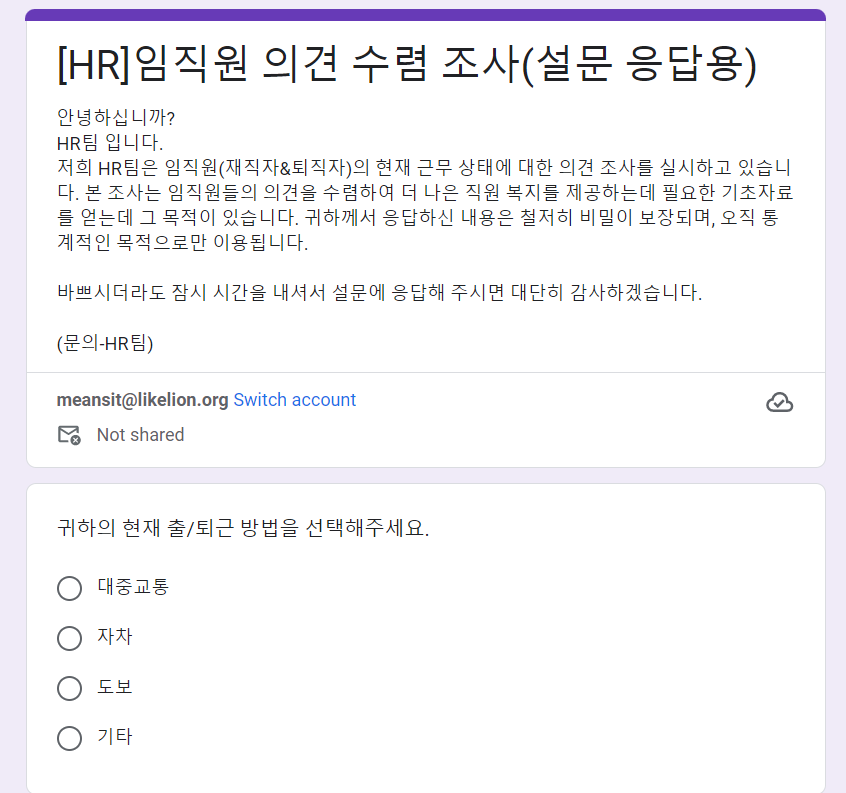 [HR]임직원 의견 수렴 조사(설문 응답용)
안녕하십니까?
HR팀 입니다.
저희 HR팀은 임직원(재직자&퇴직자)의 현재 근무 상태에 대한 의견 조사를 실시하고 있습니
다. 본 조사는 임직원들의 의견을 수렴하여 더 나은 직원 복지를 제공하는데 필요한 기초자료
를 얻는데 그 목적이 있습니다. 귀하께서 응답하신 내용은 철저히 비밀이 보장되며, 오직 통
계적인 목적으로만 이용됩니다.
바쁘시더라도 잠시 시간을 내셔서 설문에 응답해 주시면 대단히 감사하겠습니다.
(문의-HR팀)
meansit@likelion.org Switch account
Not shared
귀하의 현재 출/퇴근 방법을 선택해주세요.
대중교통
자차
도보
기타